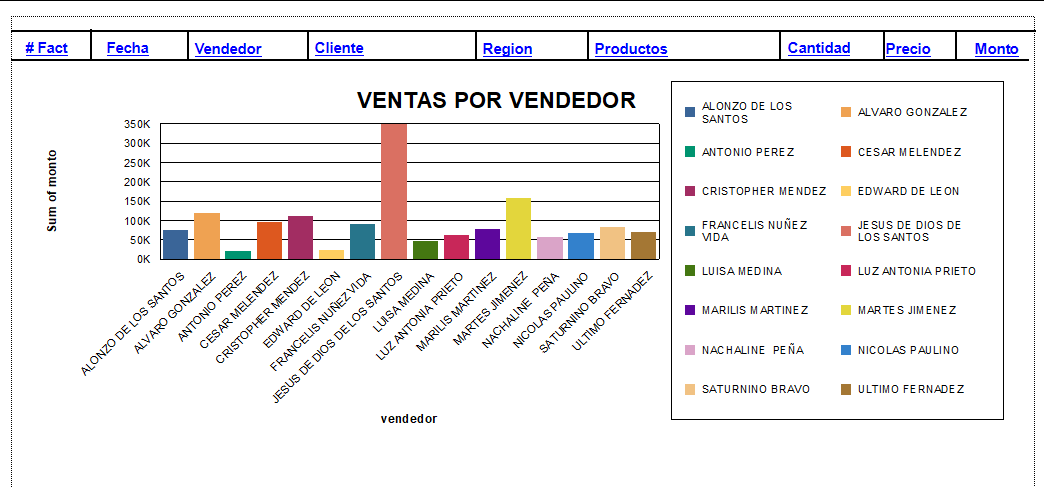 # Fact Fecha Vendedor Cliente Region Productos Cantidad Precio Monto
VENTAS POR VENDEDOR
Sum of monto
350K
300K
250K
200K
150K
100K
50K
0K
ALONZO DE LOS SANTOS
ALVARO GONZALEZ
ANTONIO PEREZ
CESAR MELENDEZ
CRISTOPHER MENDEZ
EDWARD DE LEON
FRANCELIS NUÑEZ VIDA
JESUS DE DIOS DE LOS SANTOS
LUISA MEDINA
LUZ ANTONIA PRIETO
MARILIS MARTINEZ
MARTES JIMENEZ
NACHALINE  PEÑA
NICOLAS PAULINO
SATURNINO BRAVO
ULTIMO FERNADEZ
vendedor
ALONZO DE LOS
SANTOS
ALVARO GONZALEZ
ANTONIO PEREZ
CESAR MELENDEZ
CRISTOPHER MENDEZ
EDWARD DE LEON
FRANCELIS NUÑEZ
VIDA
JESUS DE DIOS DE
LOS SANTOS
LUISA MEDINA
LUZ ANTONIA PRIETO
MARILIS MARTINEZ
MARTES JIMENEZ
NACHALINE  PEÑA
NICOLAS PAULINO
SATURNINO BRAVO
ULTIMO FERNADEZ